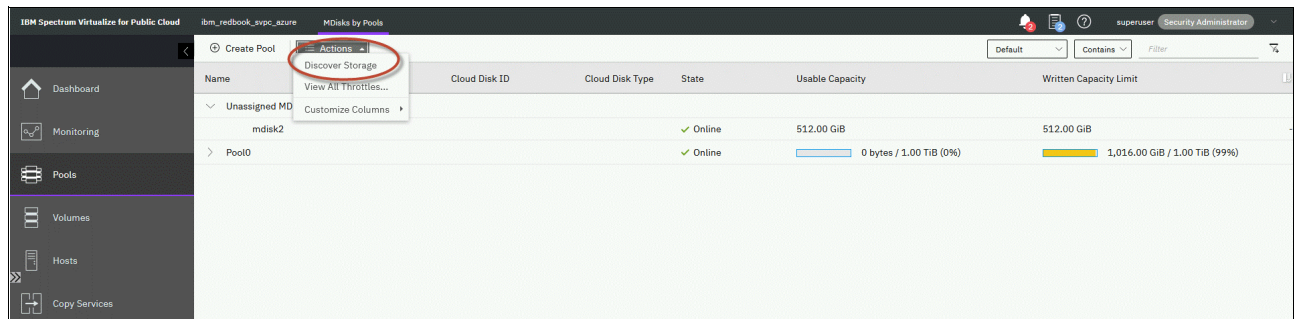 IBM Spectrum Virtualize for Public Cloud ibm_redbook_svpc_azure MDisks by Pools 2 2 superuser Security Administrator
Create Pool Actions Default Contains Filter
Discover Storage
View All Throttles...
Customize Columns
Name Cloud Disk ID Cloud Disk Type State Usable Capacity Written Capacity Limit
Unassigned MD
mdisk2 Online 512.00 GiB 512.00 GiB
Pool0 Online 0 bytes / 1.00 TiB (0%) 1,016.00 GiB / 1.00 TiB (99%)
Dashboard
Monitoring
Pools
Volumes
Hosts
Copy Services